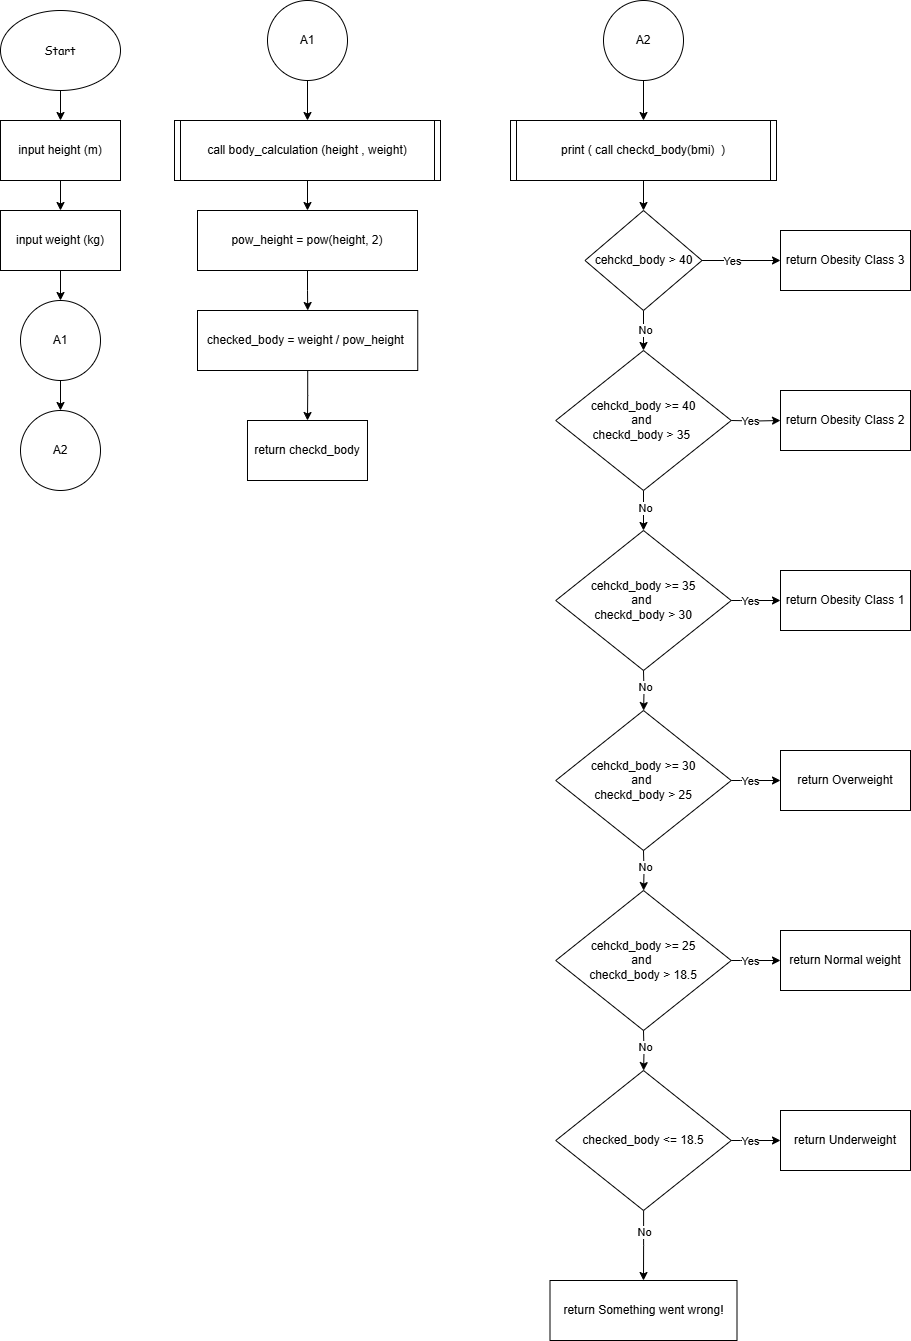 Start
input height (m)
input weight (kg)
A1
A2
A1
call body_calculation (height , weight)
pow_height = pow(height, 2)
checked_body = weight / pow_height
return checkd_body
A2
print ( call checkd_body(bmi)  )
cehckd_body > 40
Yes
return Obesity Class 3
No
cehckd_body >= 40
and
checkd_body > 35
Yes
return Obesity Class 2
No
cehckd_body >= 35
and
checkd_body > 30
Yes
return Obesity Class 1
No
cehckd_body >= 30
and
checkd_body > 25
Yes
return Overweight
No
cehckd_body >= 25
and
checkd_body > 18.5
Yes
return Normal weight
No
checked_body <= 18.5
Yes
return Underweight
No
return Something went wrong!